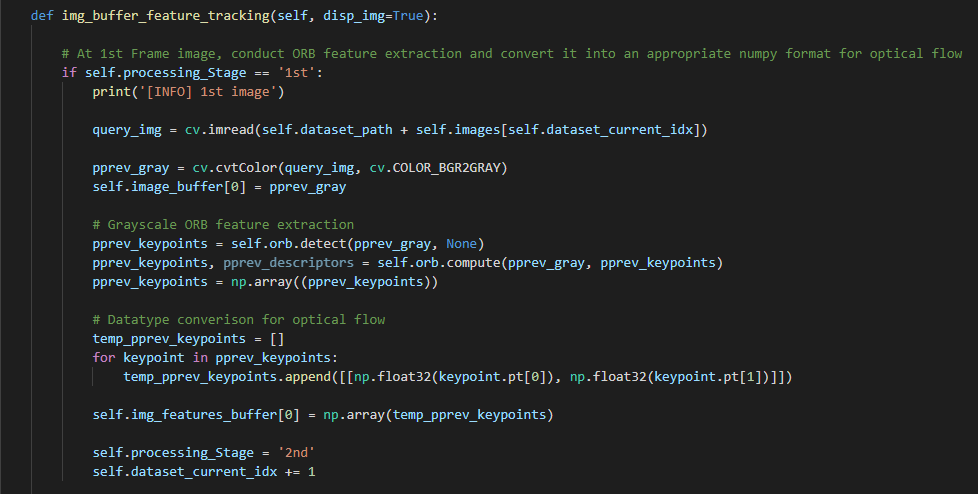 def img_buffer_feature_tracking(self, disp_img=True):
# At 1st Frame image, conduct ORB feature extraction and convert it into an appropriate numpy format for optical flow
if self.processing_Stage == '1st':
print('[INFO] 1st image')
query_img = cv.imread(self.dataset_path + self.images[self.dataset_current_idx])
pprev_gray = cv.cvtColor(query_img, cv.COLOR_BGR2GRAY)
self.image_buffer[0] = pprev_gray
# Grayscale ORB feature extraction
pprev_keypoints = self.orb.detect(pprev_gray, None)
pprev_keypoints, pprev_descriptors = self.orb.compute(pprev_gray, pprev_keypoints)
pprev_keypoints = np.array((pprev_keypoints))
# Datatype converison for optical flow
temp_pprev_keypoints = []
for keypoint in pprev_keypoints:
temp_pprev_keypoints.append([[np.float32(keypoint.pt[0]), np.float32(keypoint.pt[1])]])
self.img_features_buffer[0] = np.array(temp_pprev_keypoints)
self.processing_Stage = '2nd'
self.dataset_current_idx += 1